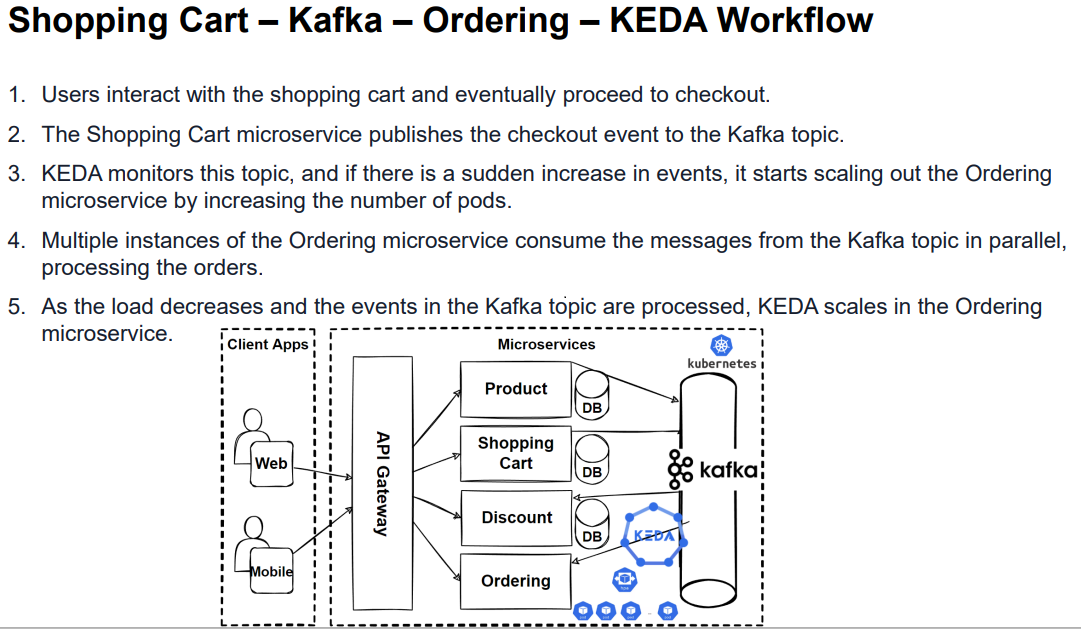 Shopping Cart – Kafka – Ordering – KEDA Workflow
1. Users interact with the shopping cart and eventually proceed to checkout.
2. The Shopping Cart microservice publishes the checkout event to the Kafka topic.
3. KEDA monitors this topic, and if there is a sudden increase in events, it starts scaling out the Ordering
microservice by increasing the number of pods.
4. Multiple instances of the Ordering microservice consume the messages from the Kafka topic in parallel,
processing the orders.
5. As the load decreases and the events in the Kafka topic are processed, KEDA scales in the Ordering
microservice.
Client Apps
Microservices
kubernetes
Web
Mobile
API Gateway
Product
DB
Shopping
Cart
DB
Discount
DB
Ordering
kafka
KEDA